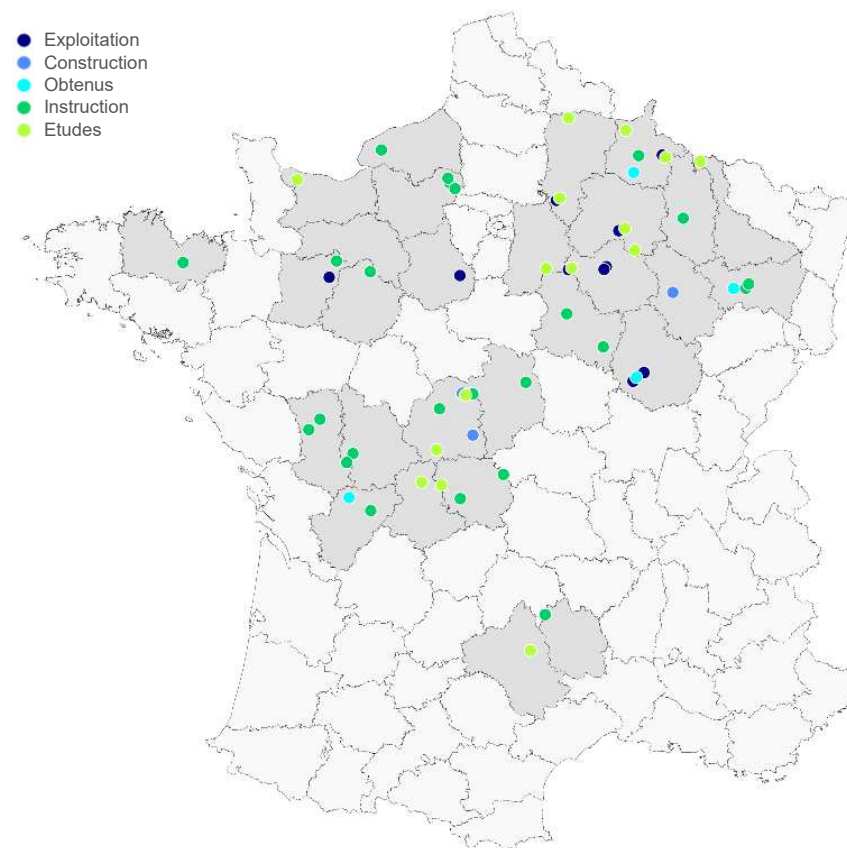 Exploitation
Construction
Obtenus
Instruction
Etudes